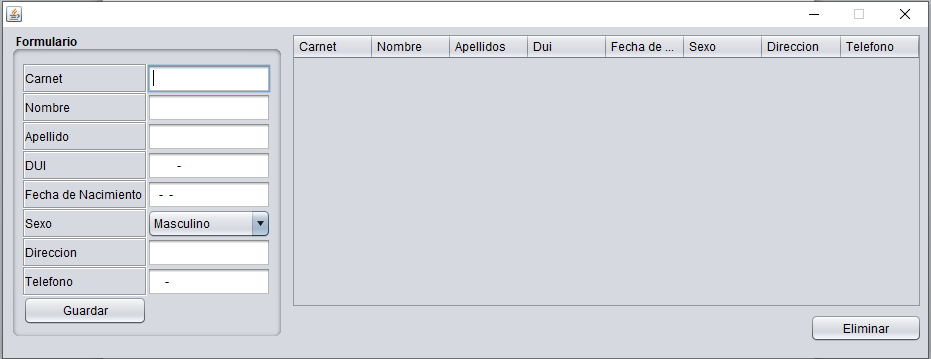 Formulario
Carnet
Nombre
Apellido
DUI -
Fecha de Nacimiento - -
Sexo Masculino
Direccion
Telefono -
Guardar
Carnet Nombre Apellidos Dui Fecha de ... Sexo Direccion Telefono
Eliminar